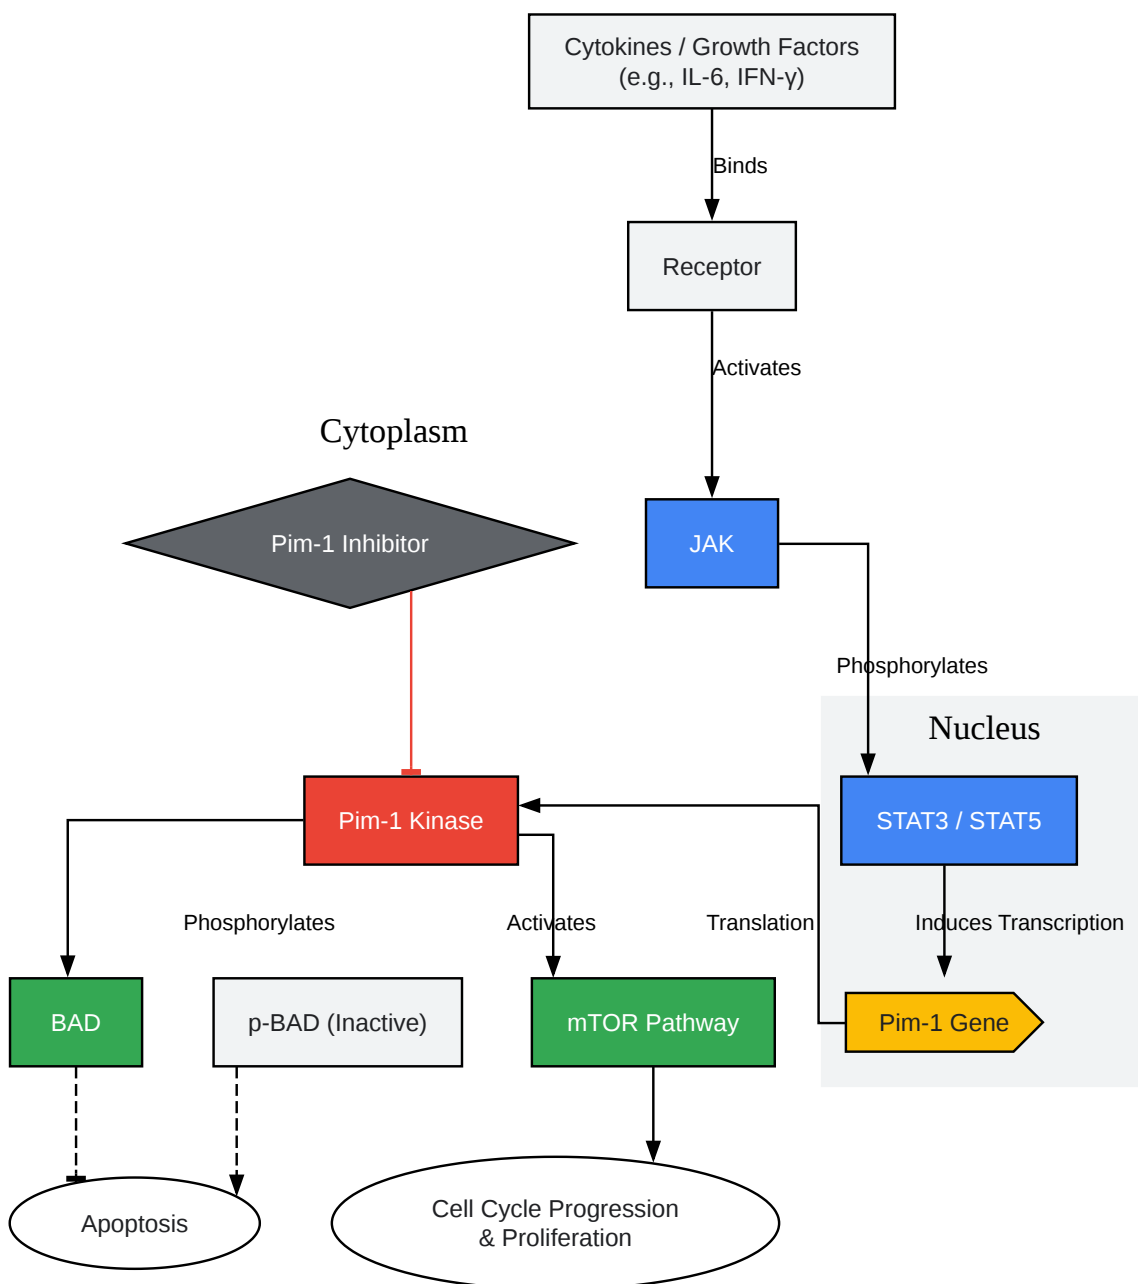 Cytokines / Growth Factors
(e.g., IL-6, IFN-γ)
Binds
Receptor
Activates
Cytoplasm
Pim-1 Inhibitor
JAK
Phosphorylates
Nucleus
Pim-1 Kinase
STAT3 / STAT5
Phosphorylates
Activates
Translation
Induces Transcription
BAD
p-BAD (Inactive)
mTOR Pathway
Pim-1 Gene
Apoptosis
Cell Cycle Progression
& Proliferation